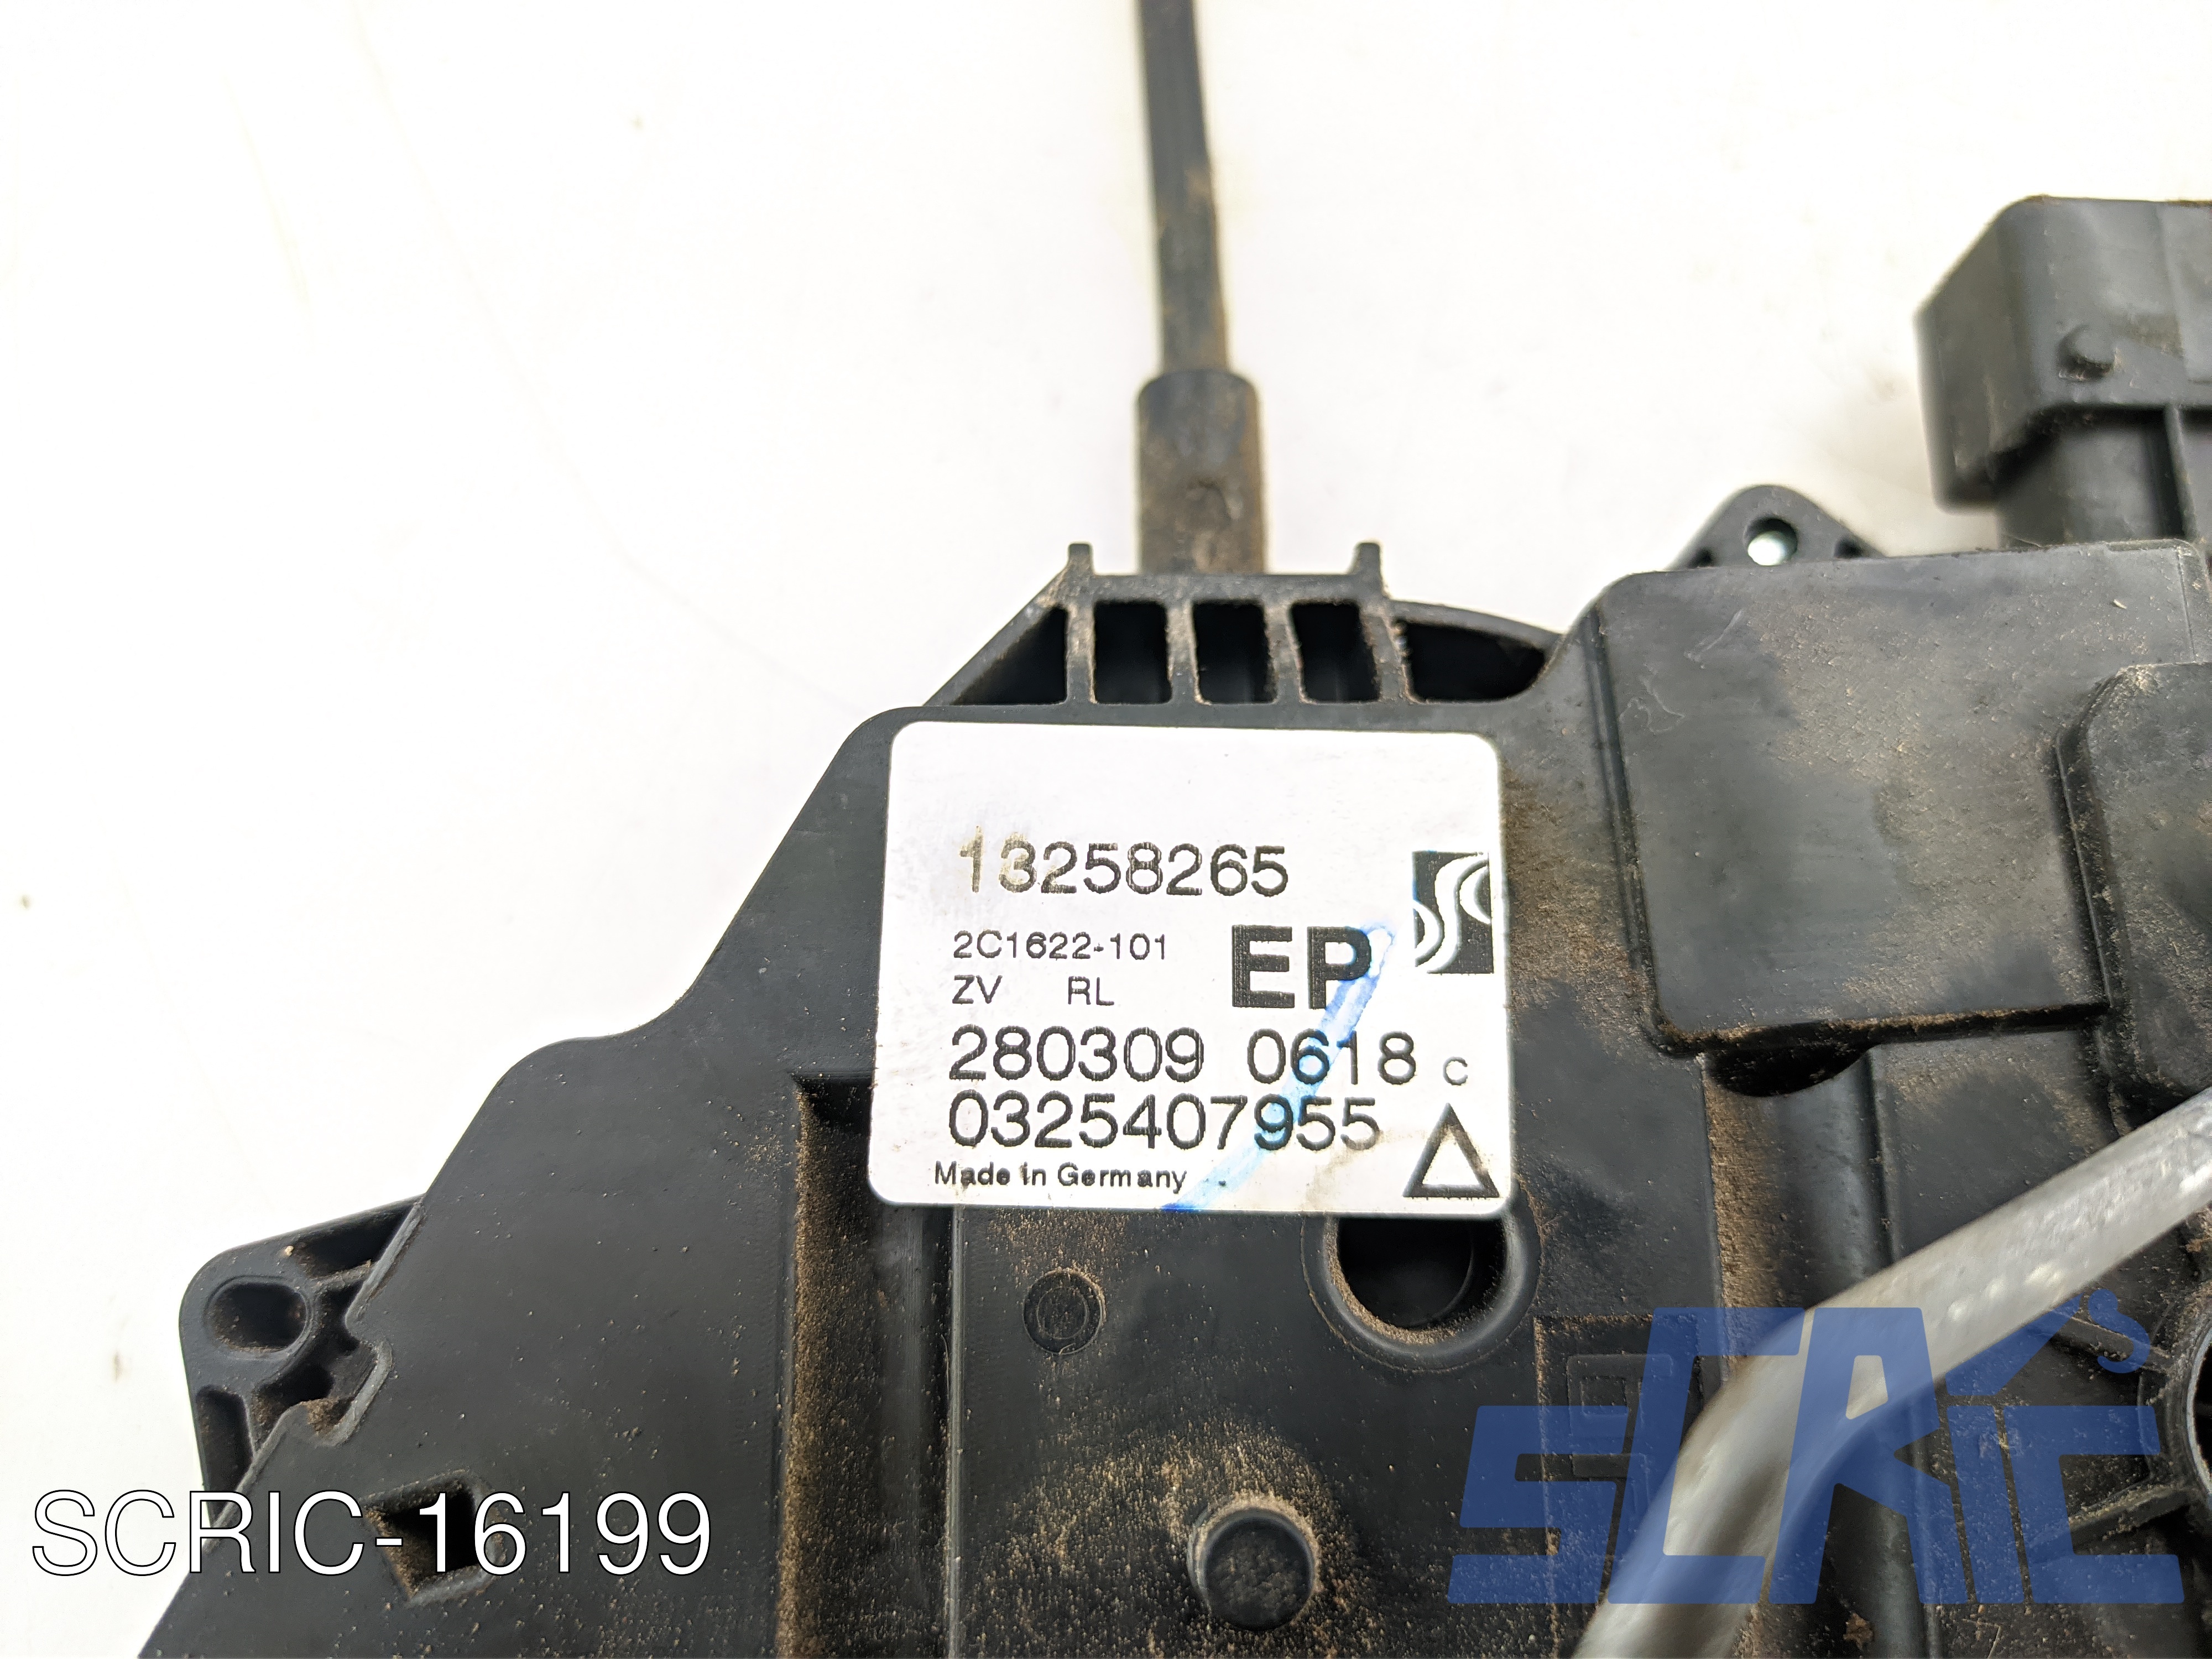 13258265
2C1622-101
EP
ZV RL
280309 0618 C
0325407955
Made in Germany
SCRIC-16199
SCRiC's